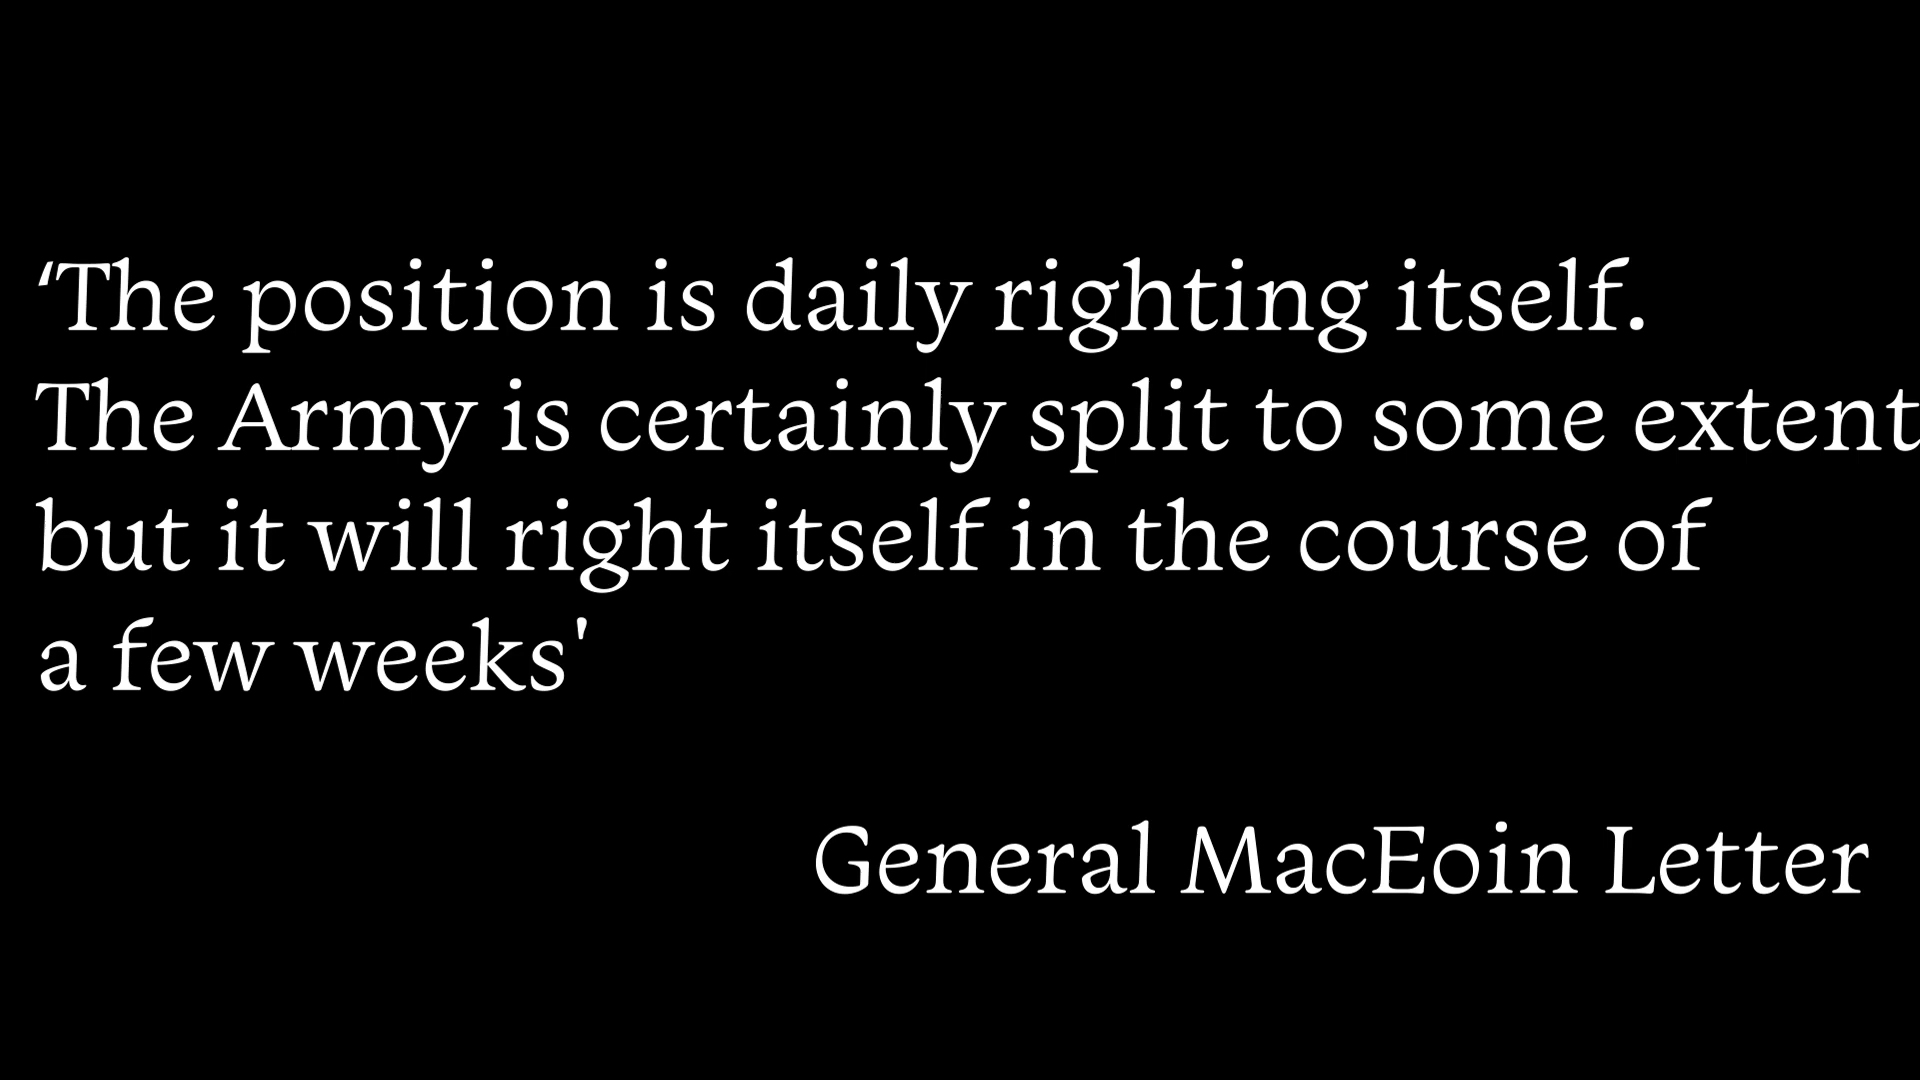 ‘The position is daily righting itself.
The Army is certainly split to some extent
but it will right itself in the course of
a few weeks'
General MacEoin Letter